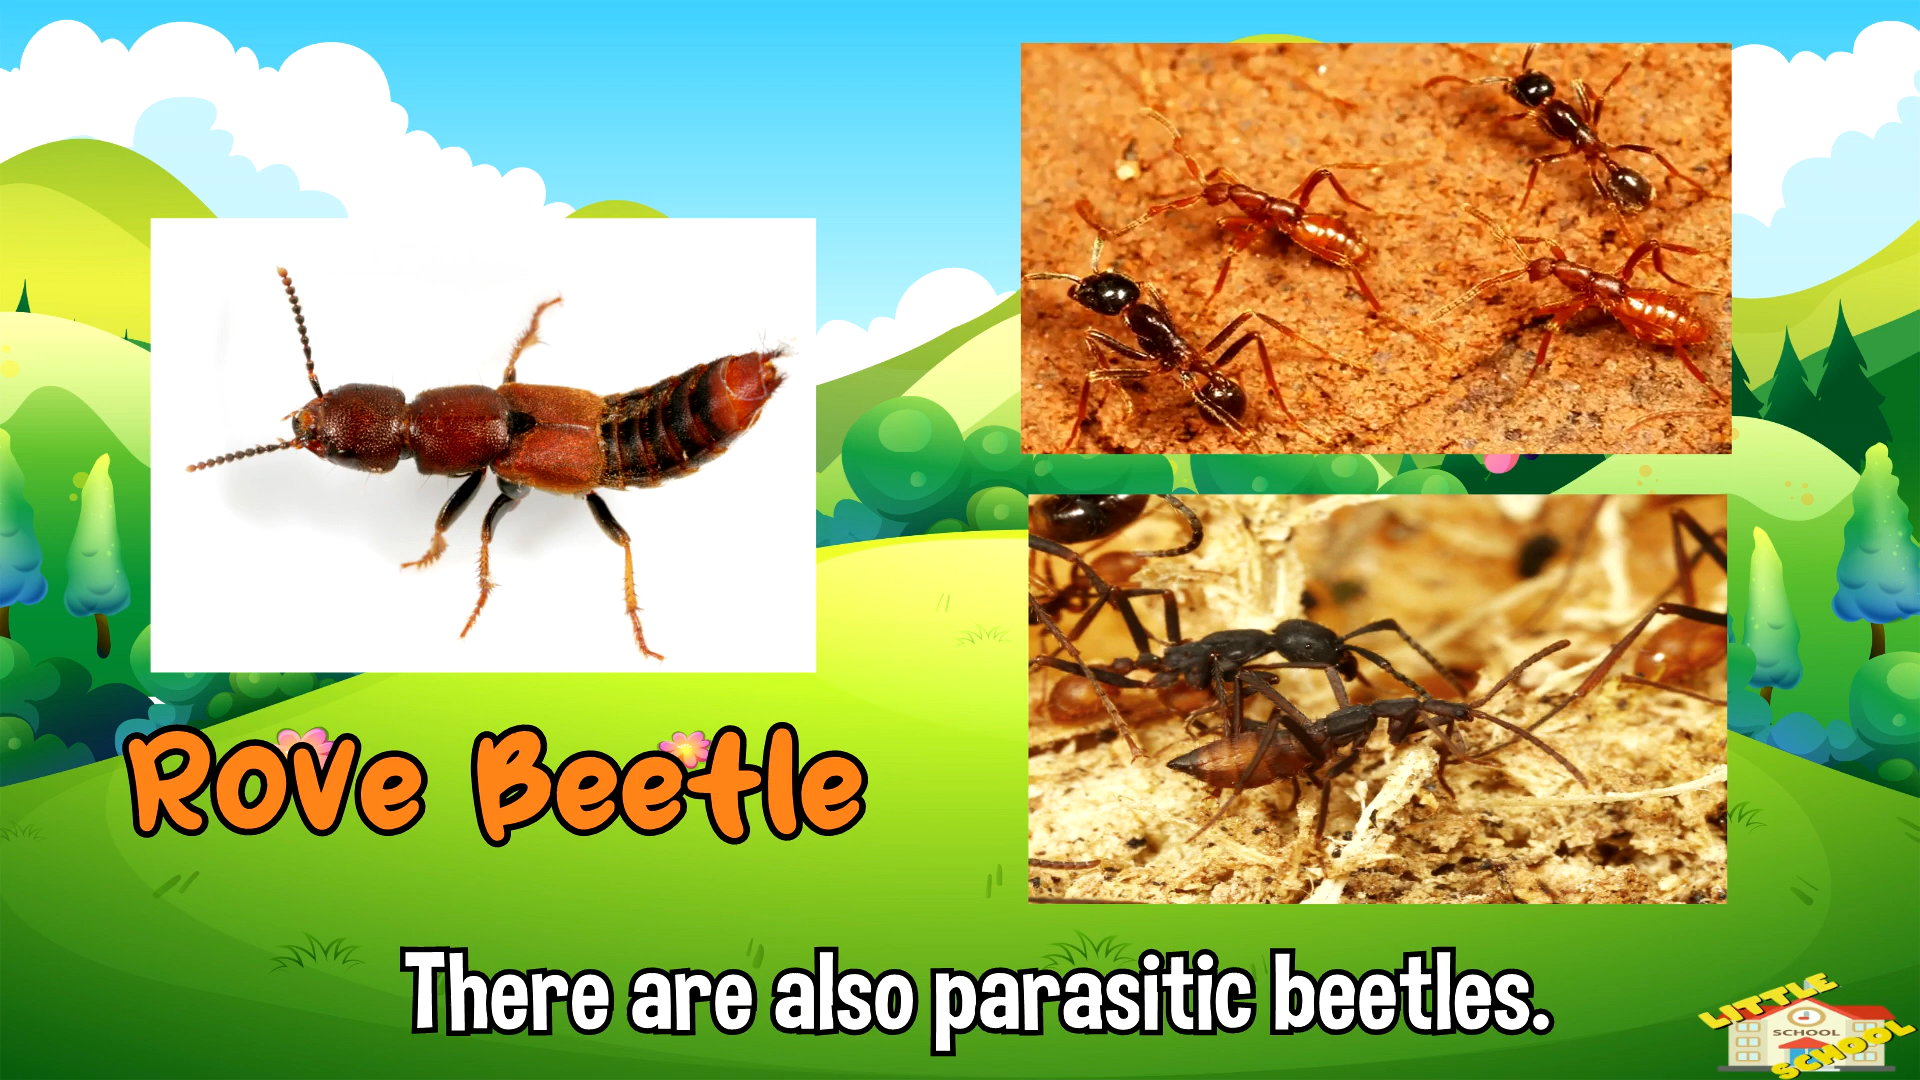 Rove Beetle
There are also parasitic beetles.
LITTLE
SCHOOL
SCHOOL